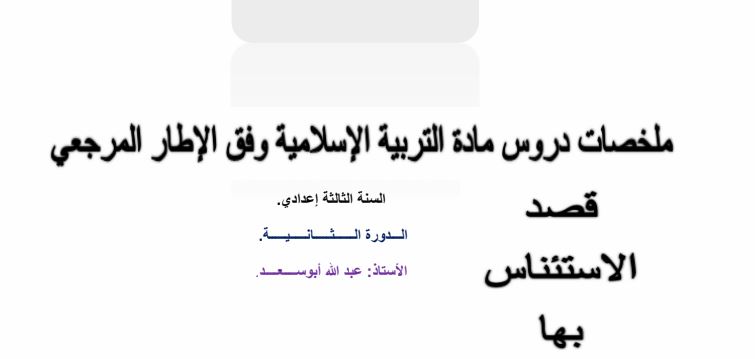 ملخصات دروس مادة التربية الإسلامية وفق الإطار المرجعي
قصد
الاستئناس
بها
السنة الثالثة إعدادي.
الـــدورة الـــــثـــــانـــــيـــــة.
الأستاذ: عبد الله أبوســـعـــد.